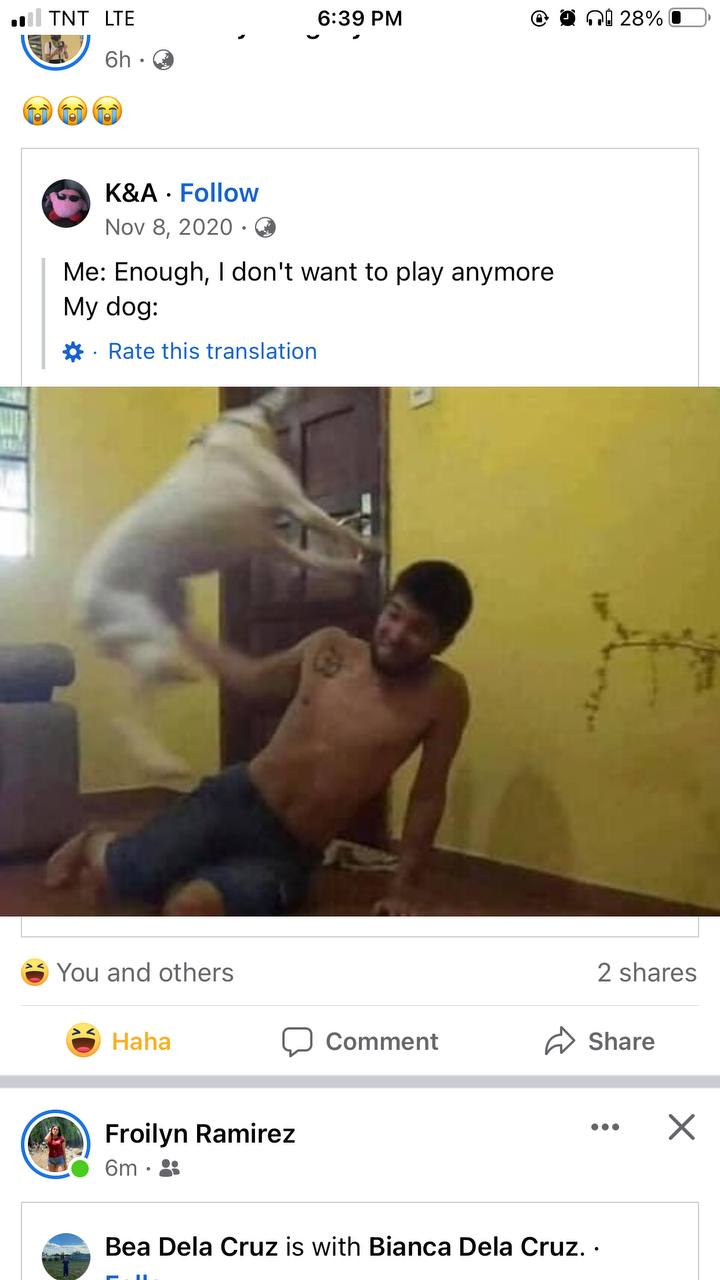 TNT LTE 6:39 PM 28%
6h ·
K&A · Follow
Nov 8, 2020 ·
Me: Enough, I don't want to play anymore
My dog:
· Rate this translation
You and others 2 shares
Haha Comment Share
Froilyn Ramirez
6m ·
Bea Dela Cruz is with Bianca Dela Cruz. ·